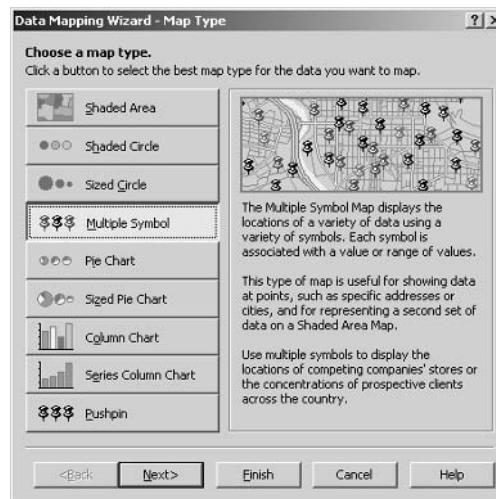 Data Mapping Wizard - Map Type
Choose a map type.
Click a button to select the best map type for the data you want to map.
Shaded Area
Shaded Circle
Sized Circle
Multiple Symbol
Pie Chart
Sized Pie Chart
Column Chart
Series Column Chart
Pushpin
The Multiple Symbol Map displays the
locations of a variety of data using a
variety of symbols. Each symbol is
associated with a value or range of values.
This type of map is useful for showing data
at points, such as specific addresses or
cities, and for representing a second set of
data on a Shaded Area Map.
Use multiple symbols to display the
locations of competing companies' stores or
the concentrations of prospective clients
across the country.
<Back Next> Finish Cancel Help